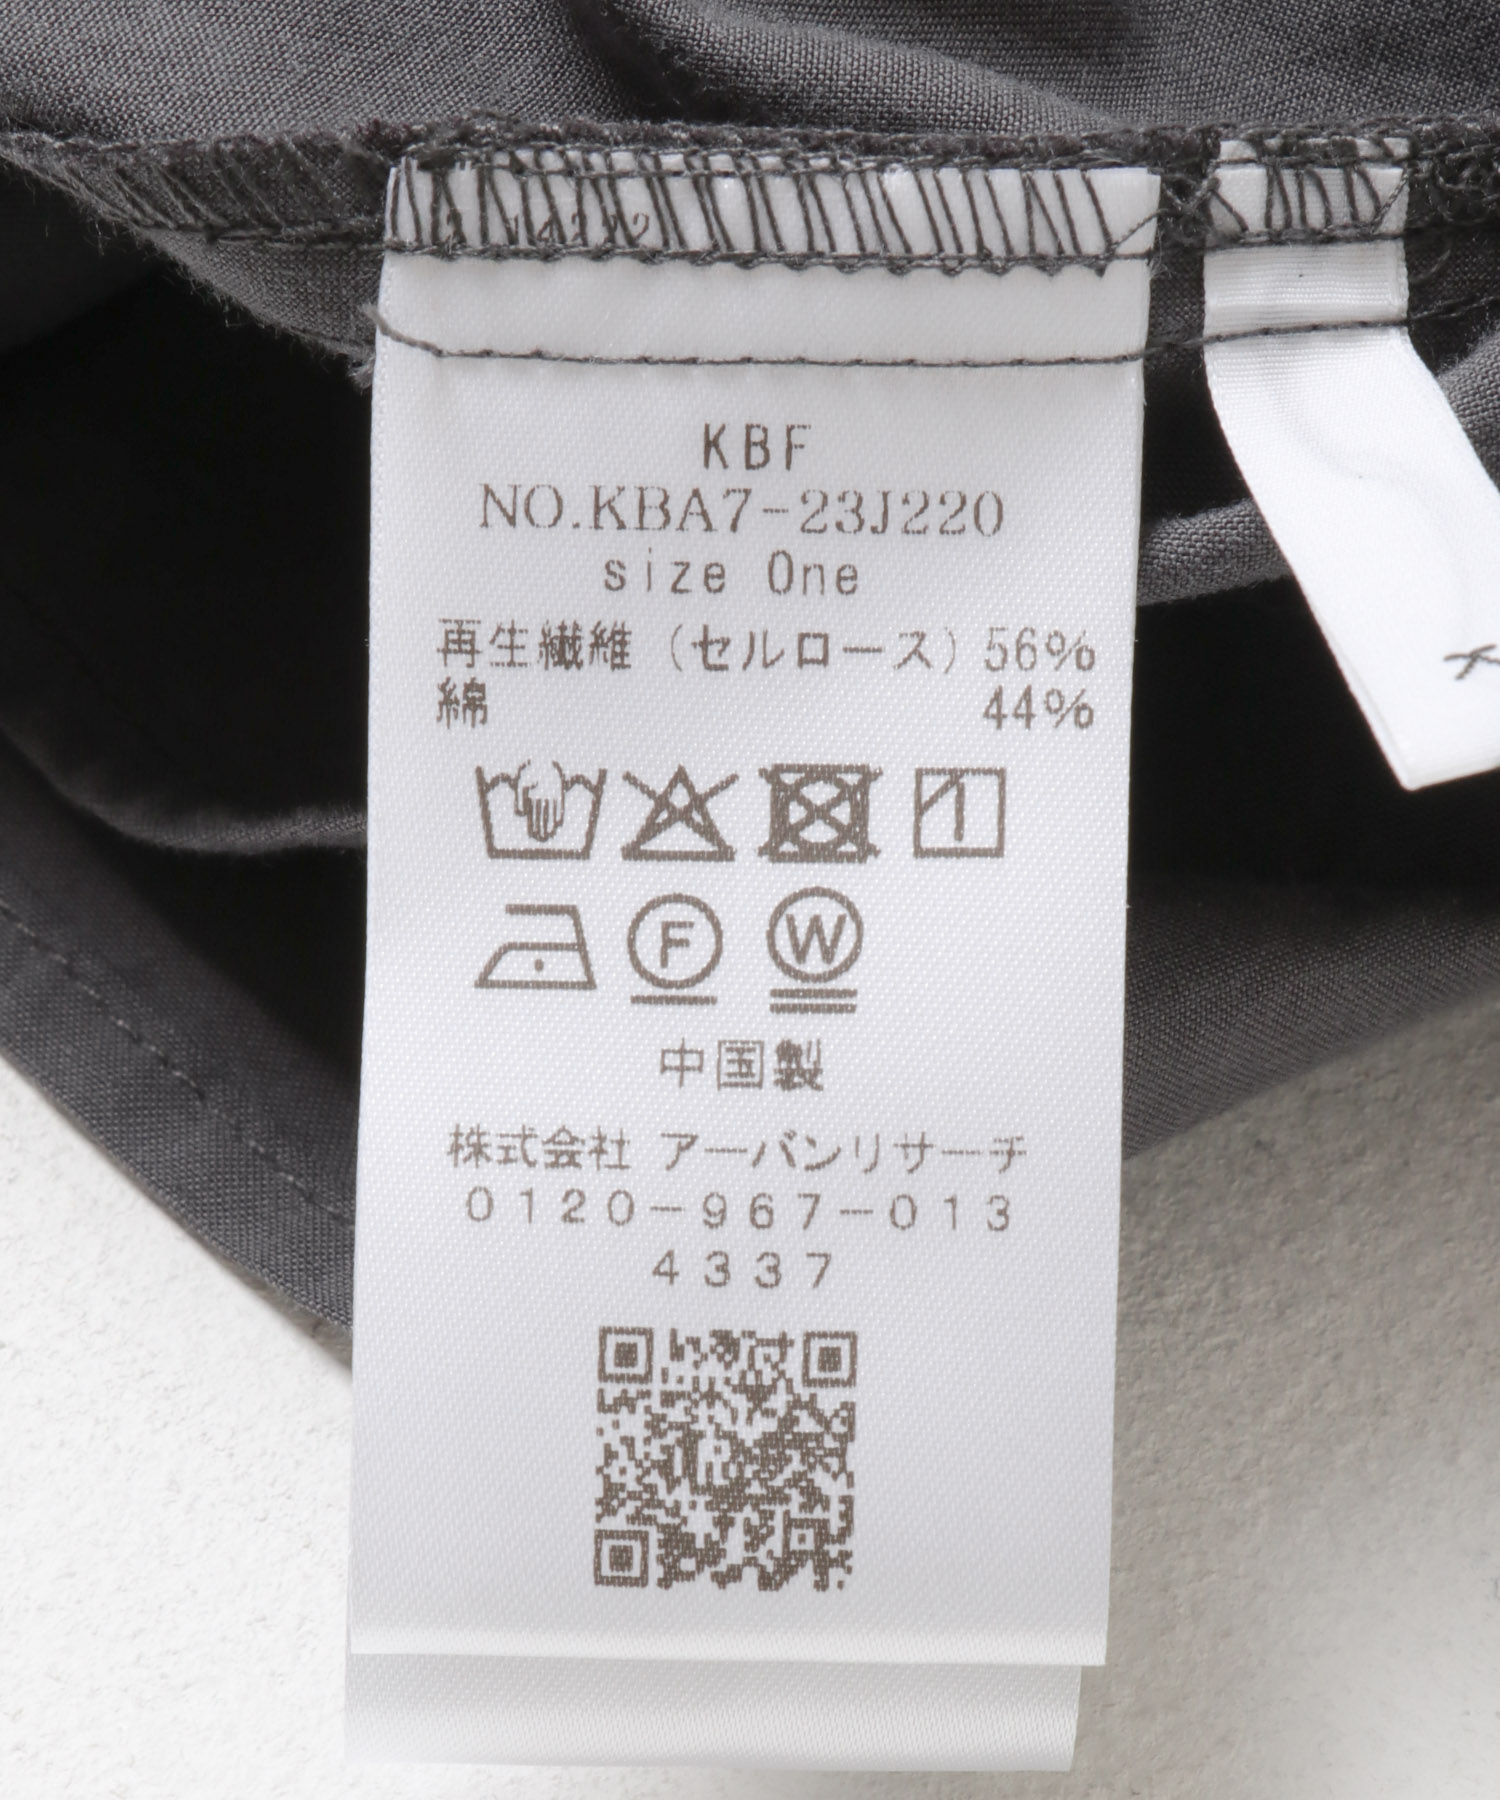 KBF
NO.KBA7-23J220
size One
再生繊維（セルロース）56%
綿 44%
F W
中国製
株式会社 アーバンリサーチ
0120-967-013
4337